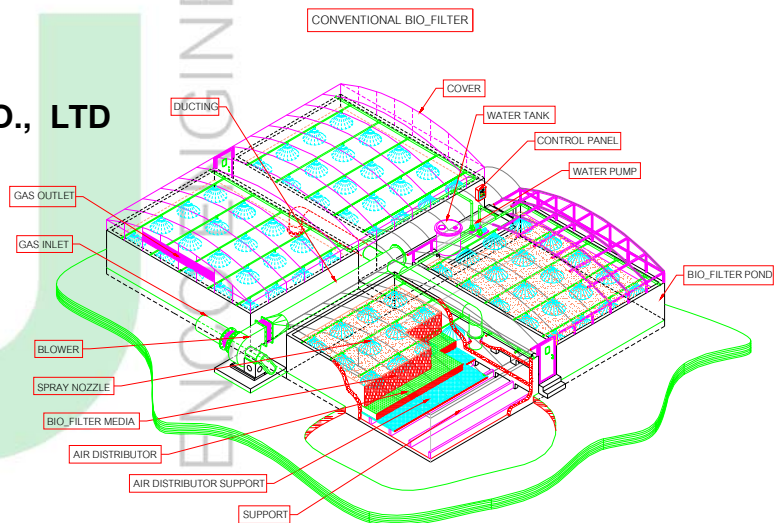 CONVENTIONAL BIO_FILTER
COVER
DUCTING
WATER TANK
O., LTD
CONTROL PANEL
WATER PUMP
GAS OUTLET
GAS INLET
BIO_FILTER POND
BLOWER
SPRAY NOZZLE
BIO_FILTER MEDIA
AIR DISTRIBUTOR
AIR DISTRIBUTOR SUPPORT
SUPPORT